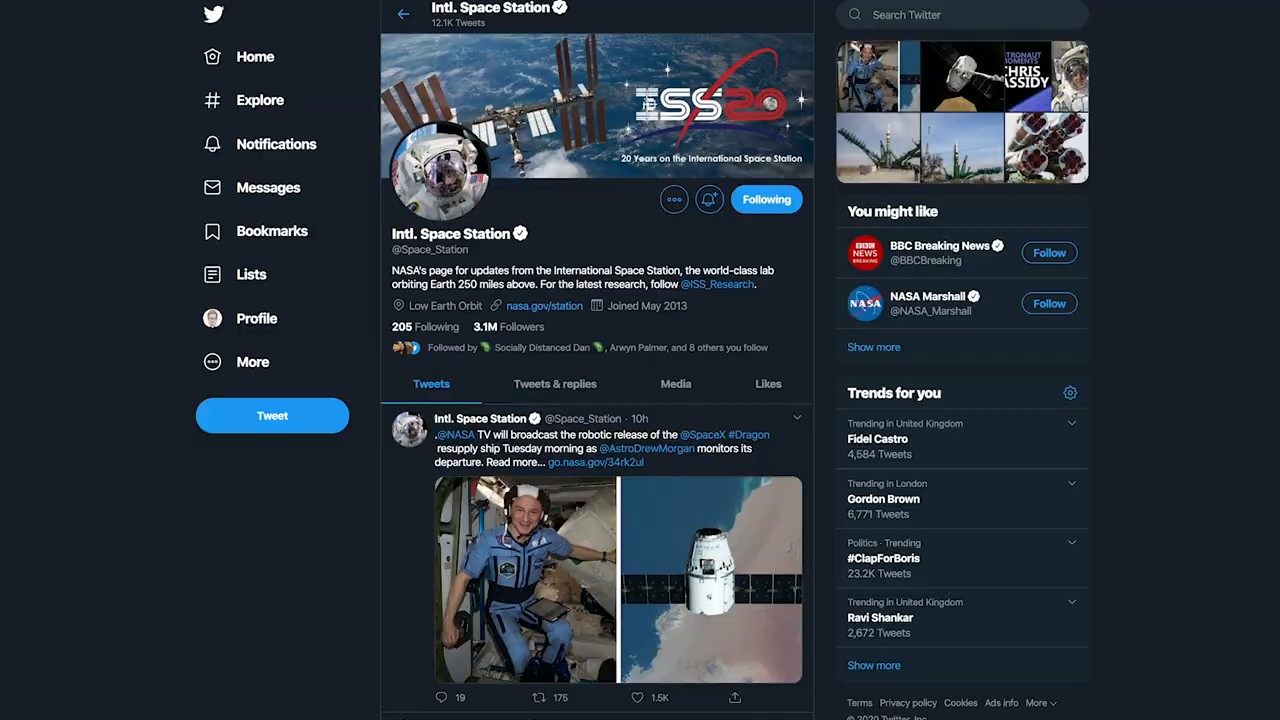 Home
Explore
Notifications
Messages
Bookmarks
Lists
Profile
More
Tweet
Intl. Space Station
12.1K Tweets
ISS20
20 Years on the International Space Station
Following
Intl. Space Station
@Space_Station
NASA's page for updates from the International Space Station, the world-class lab
orbiting Earth 250 miles above. For the latest research, follow @ISS_Research.
Low Earth Orbit nasa.gov/station Joined May 2013
205 Following 3.1M Followers
Followed by Socially Distanced Dan, Arwyn Palmer, and 8 others you follow
Tweets Tweets & replies Media Likes
Intl. Space Station @Space_Station · 10h
.@NASA TV will broadcast the robotic release of the @SpaceX #Dragon
resupply ship Tuesday morning as @AstroDrewMorgan monitors its
departure. Read more... go.nasa.gov/34rk2ul
19 175 1.5K
Search Twitter
CHRIS
You might like
BBC
NEWS
BREAKING
BBC Breaking News
@BBCBreaking
Follow
NASA
NASA Marshall
@NASA_Marshall
Follow
Show more
Trends for you
Trending in United Kingdom
Fidel Castro
4,584 Tweets
Trending in London
Gordon Brown
6,771 Tweets
Politics · Trending
#ClapForBoris
23.2K Tweets
Trending in United Kingdom
Ravi Shankar
2,672 Tweets
Show more
Terms Privacy policy Cookies Ads info More
© 2020 Twitter, Inc.